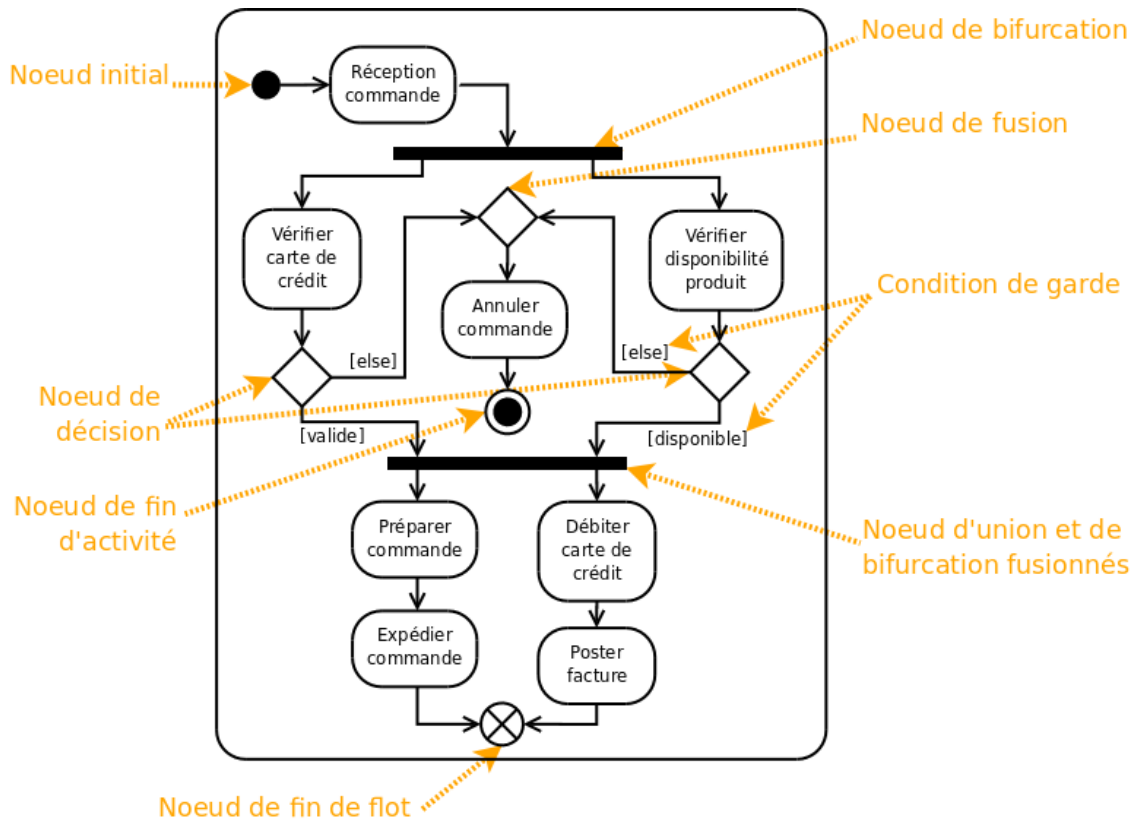 Noeud de bifurcation
Noeud initial
Réception
commande
Noeud de fusion
Vérifier
carte de
crédit
Vérifier
disponibilité
produit
Condition de garde
Annuler
commande
[else]
[else]
Noeud de
décision
[valide]
[disponible]
Noeud de fin
d'activité
Préparer
commande
Débiter
carte de
crédit
Noeud d'union et de
bifurcation fusionnés
Expédier
commande
Poster
facture
Noeud de fin de flot